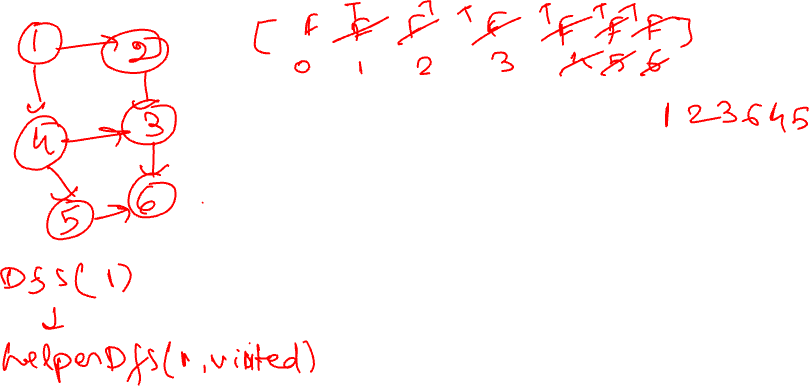 1 2
[ F F F F F F F ]
T T T T T T
0 1 2 3 4 5 6
1 2 3 6 4 5
4 3
5 6
Dfs(1)
↓
helperDfs(1, visited)